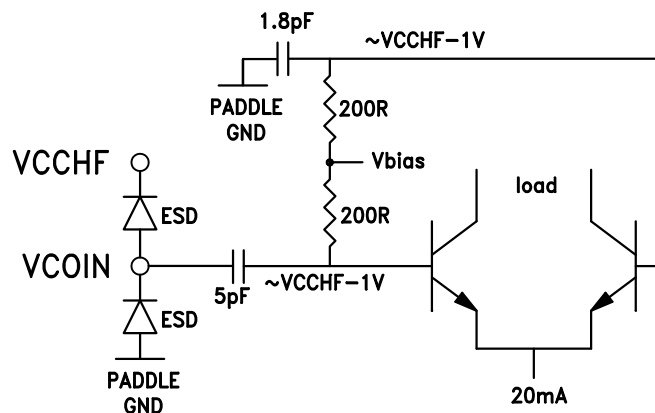 1.8pF
~VCCHF-1V
PADDLE
GND
200R
VCCHF
Vbias
load
ESD
200R
VCOIN
5pF
~VCCHF-1V
ESD
PADDLE
GND
20mA